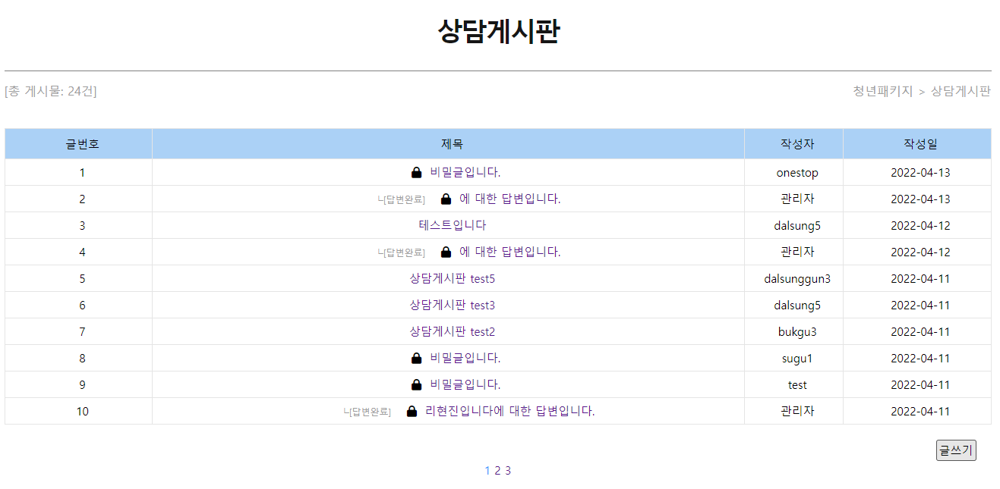 상담게시판
[총 게시물: 24건] 청년패키지 > 상담게시판
글번호 제목 작성자 작성일
1 비밀글입니다. onestop 2022-04-13
2 ㄴ[답변완료] 에 대한 답변입니다. 관리자 2022-04-13
3 테스트입니다 dalsung5 2022-04-12
4 ㄴ[답변완료] 에 대한 답변입니다. 관리자 2022-04-12
5 상담게시판 test5 dalsunggun3 2022-04-11
6 상담게시판 test3 dalsung5 2022-04-11
7 상담게시판 test2 bukgu3 2022-04-11
8 비밀글입니다. sugu1 2022-04-11
9 비밀글입니다. test 2022-04-11
10 ㄴ[답변완료] 리현진입니다에 대한 답변입니다. 관리자 2022-04-11
글쓰기
1 2 3